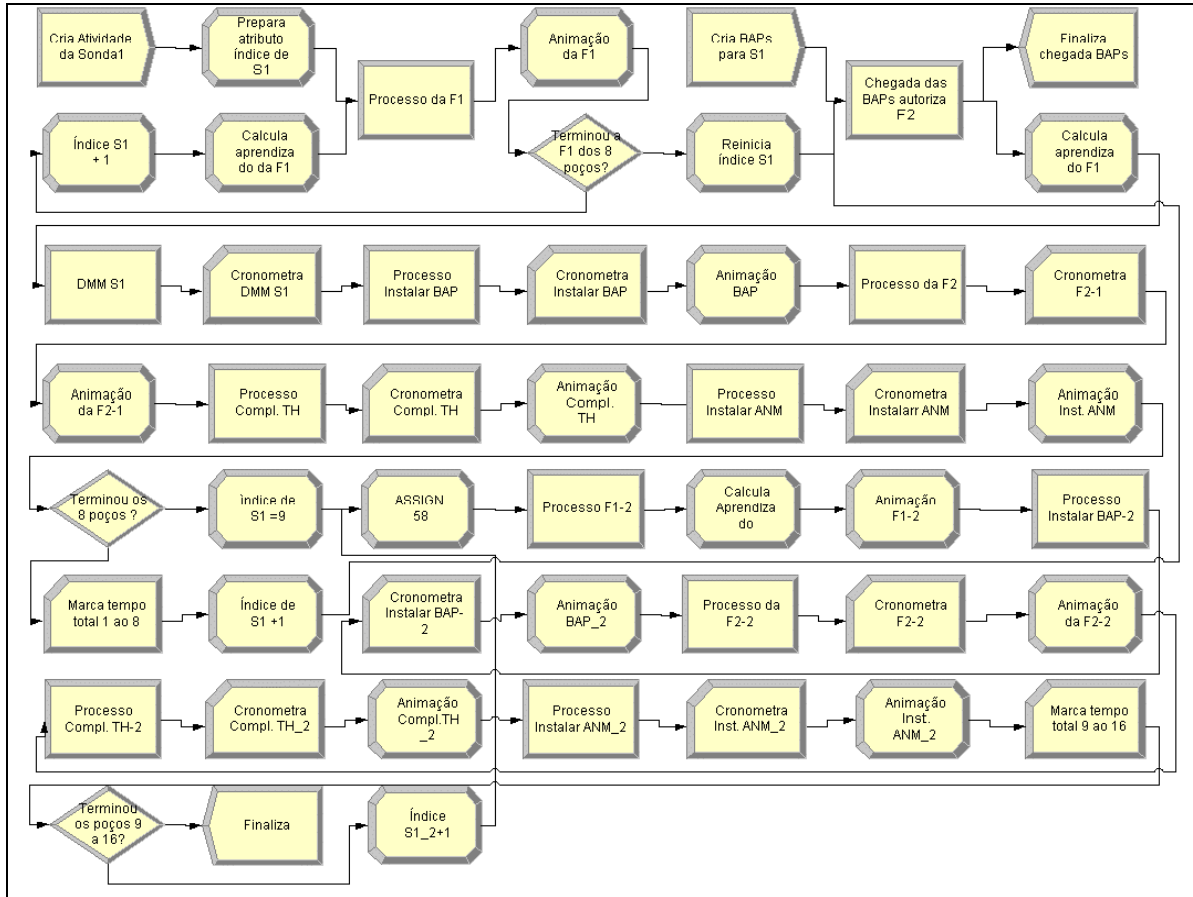 Cria Atividade
da Sonda1
Prepara
atributo
índice de
S1
Processo da F1
Animação
da F1
Cria BAPs
para S1
Chegada das
BAPs autoriza
F2
Finaliza
chegada BAPs
Índice S1
+ 1
Calcula
aprendiza
do da F1
Terminou a
F1 dos 8
poços?
Reinicia
índice S1
Calcula
aprendiza
do F1
DMM S1
Cronometra
DMM S1
Processo
Instalar BAP
Cronometra
Instalar BAP
Animação
BAP
Processo da F2
Cronometra
F2-1
Animação
da F2-1
Processo
Compl. TH
Cronometra
Compl. TH
Animação
Compl.
TH
Processo
Instalar ANM
Cronometra
Instalarr ANM
Animação
Inst. ANM
Terminou os
8 poços ?
Ìndice de
S1 =9
ASSIGN
58
Processo F1-2
Calcula
Aprendiza
do
Animação
F1-2
Processo
Instalar BAP-2
Marca tempo
total 1 ao 8
Índice de
S1 +1
Cronometra
Instalar BAP-
2
Animação
BAP_2
Processo da
F2-2
Cronometra
F2-2
Animação
da F2-2
Processo
Compl. TH-2
Cronometra
Compl. TH_2
Animação
Compl.TH
_2
Processo
Instalar ANM_2
Cronometra
Inst. ANM_2
Animação
Inst.
ANM_2
Marca tempo
total 9 ao 16
Terminou
os poços 9
a 16?
Finaliza
Índice
S1_2+1